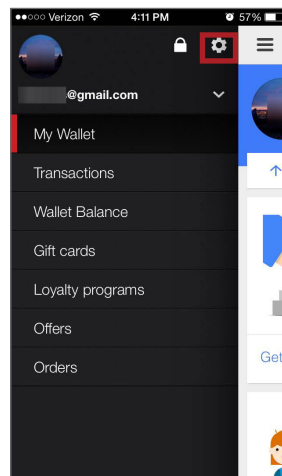 Verizon 4:11 PM 57%
@gmail.com
My Wallet
Transactions
Wallet Balance
Gift cards
Loyalty programs
Offers
Orders
Get